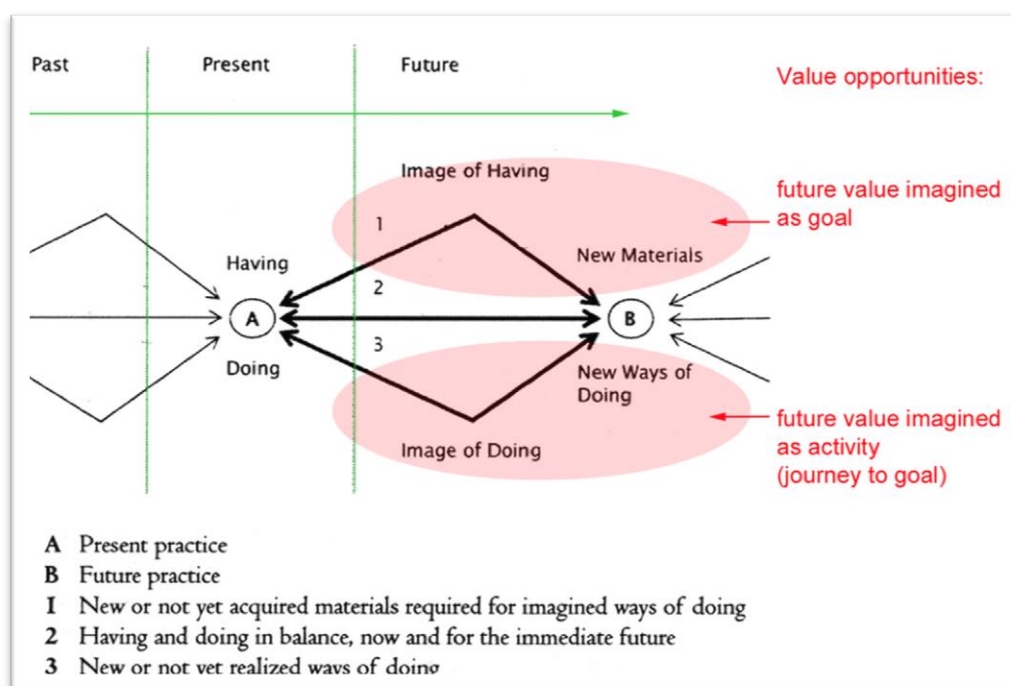 Past
Present
Future
Value opportunities:
Image of Having
future value imagined
as goal
1
Having
2
New Materials
A
B
3
Doing
New Ways of
Doing
future value imagined
as activity
(journey to goal)
Image of Doing
A Present practice
B Future practice
1 New or not yet acquired materials required for imagined ways of doing
2 Having and doing in balance, now and for the immediate future
3 New or not yet realized ways of doing